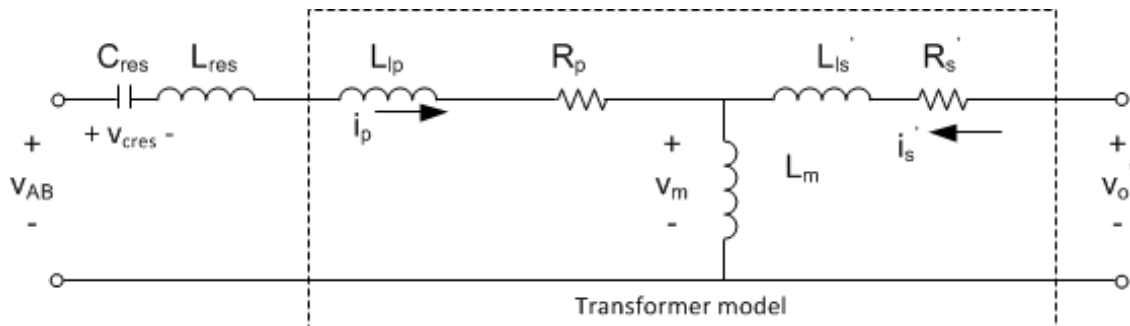 C_res L_res L_lp R_p L_ls' R_s'
+ v_cres - i_p i_s'
+ v_AB -
+ v_m -
L_m
+ v_o' -
Transformer model